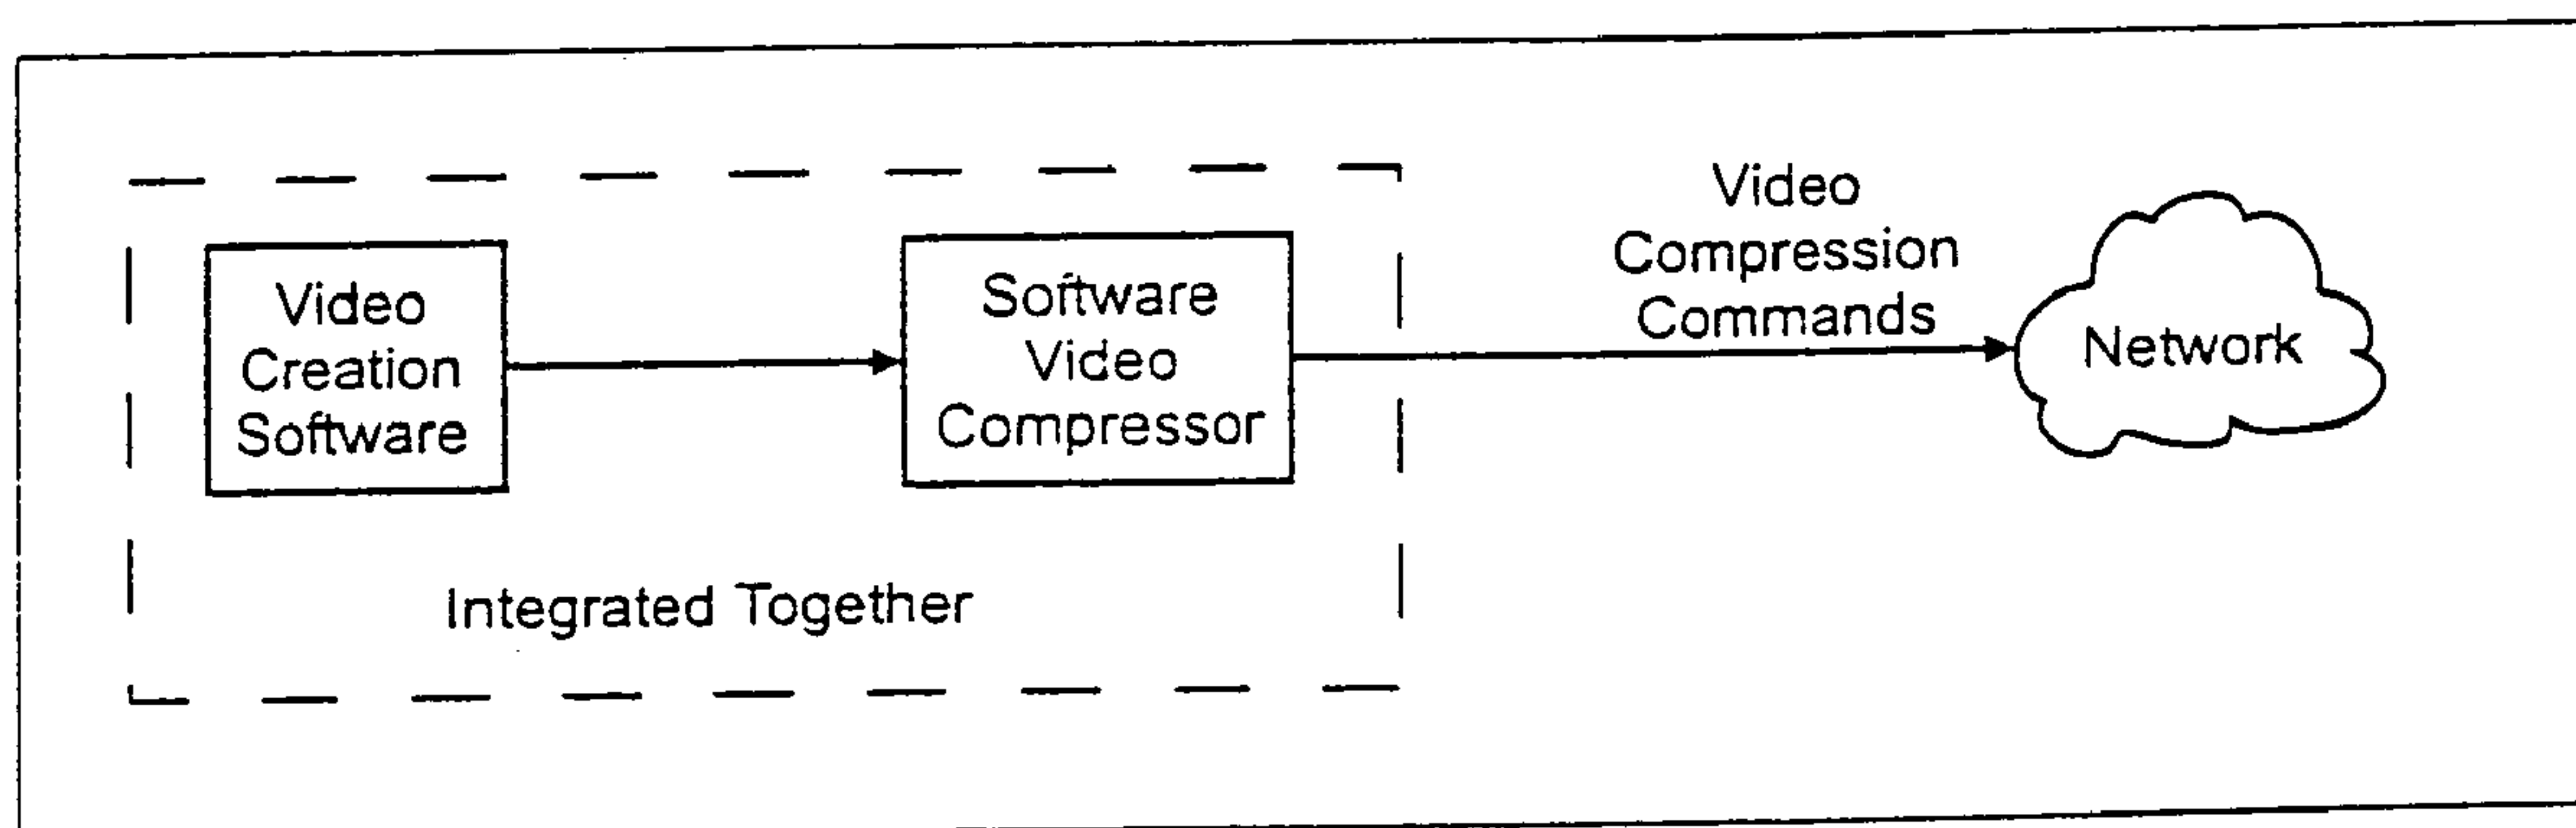 Video
Creation
Software
Software
Video
Compressor
Integrated Together
Video
Compression
Commands
Network